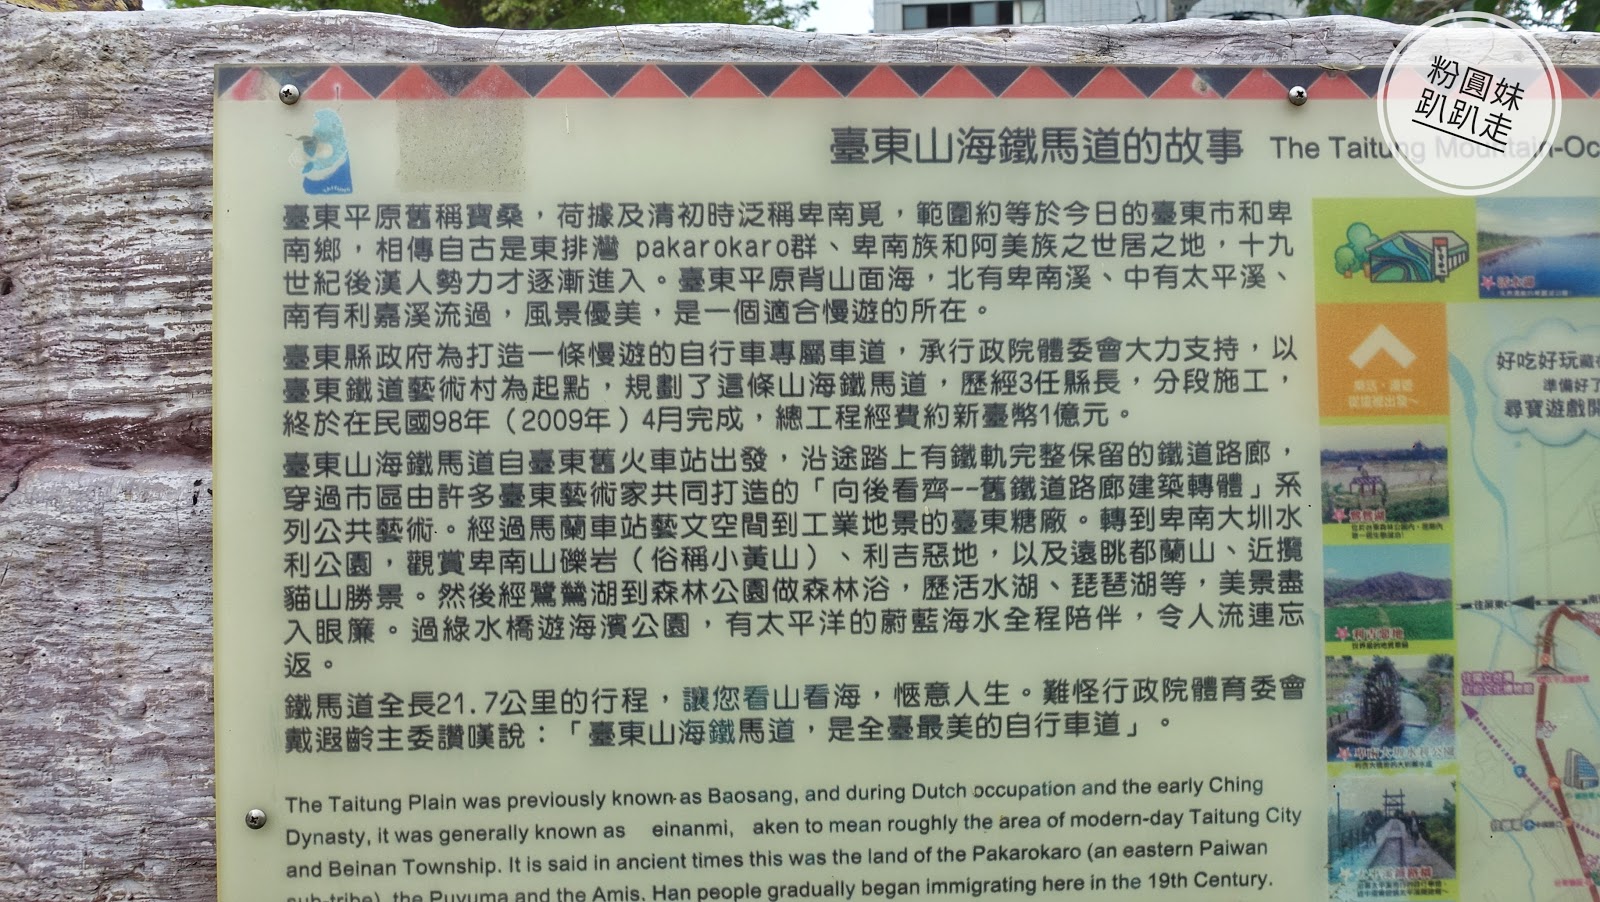 粉圓妹
趴趴走
臺東山海鐵馬道的故事 The Taitung Mountain-Oc
臺東平原舊稱寶桑，荷據及清初時泛稱卑南覓，範圍約等於今日的臺東市和卑
南鄉，相傳自古是東排灣 pakarokaro群、卑南族和阿美族之世居之地，十九
世紀後漢人勢力才逐漸進入。臺東平原背山面海，北有卑南溪、中有太平溪、
南有利嘉溪流過，風景優美，是一個適合慢遊的所在。
臺東縣政府為打造一條慢遊的自行車專屬車道，承行政院體委會大力支持，以
臺東鐵道藝術村為起點，規劃了這條山海鐵馬道，歷經3任縣長，分段施工，
終於在民國98年（2009年）4月完成，總工程經費約新臺幣1億元。
臺東山海鐵馬道自臺東舊火車站出發，沿途踏上有鐵軌完整保留的鐵道路廊，
穿過市區由許多臺東藝術家共同打造的「向後看齊--舊鐵道路廊建築轉體」系
列公共藝術。經過馬蘭車站藝文空間到工業地景的臺東糖廠。轉到卑南大圳水
利公園，觀賞卑南山礫岩（俗稱小黃山）、利吉惡地，以及遠眺都蘭山、近攬
貓山勝景。然後經鷺鷥湖到森林公園做森林浴，歷活水湖、琵琶湖等，美景盡
入眼簾。過綠水橋遊海濱公園，有太平洋的蔚藍海水全程陪伴，令人流連忘
返。
鐵馬道全長21.7公里的行程，讓您看山看海，愜意人生。難怪行政院體育委會
戴遐齡主委讚嘆說：「臺東山海鐵馬道，是全臺最美的自行車道」。
The Taitung Plain was previously known as Baosang, and during Dutch occupation and the early Ching
Dynasty, it was generally known as einanmi, aken to mean roughly the area of modern-day Taitung City
and Beinan Township. It is said in ancient times this was the land of the Pakarokaro (an eastern Paiwan
sub-tribe), the Puyuma and the Amis. Han people gradually began immigrating here in the 19th Century.
活水湖
好吃好玩藏
準備好了
尋寶遊戲開
鷺鷥湖
利吉惡地
卑南大圳水利公園
往屏東